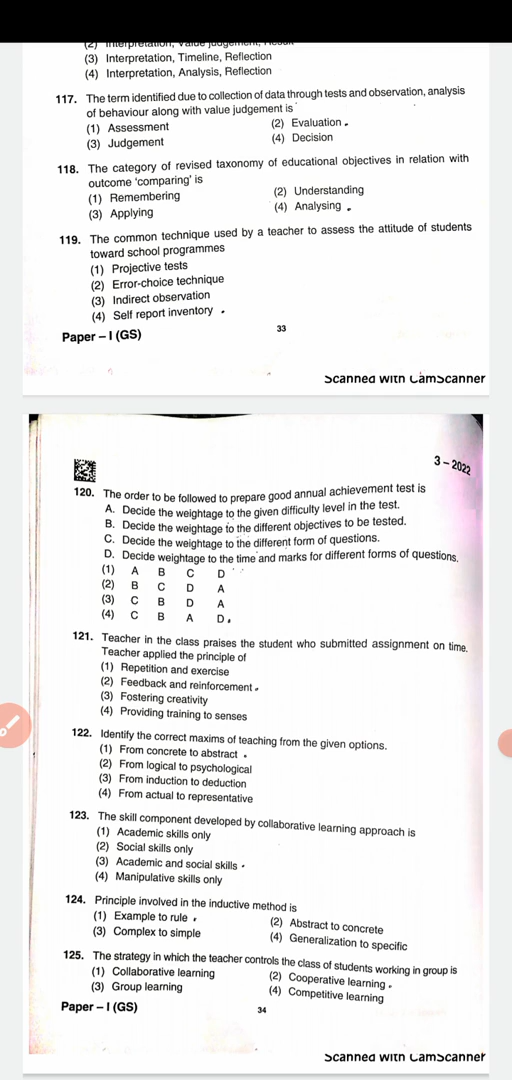 (2) Interpretation, Value judgement, Result
(3) Interpretation, Timeline, Reflection
(4) Interpretation, Analysis, Reflection
117. The term identified due to collection of data through tests and observation, analysis
of behaviour along with value judgement is
(1) Assessment (2) Evaluation
(3) Judgement (4) Decision
118. The category of revised taxonomy of educational objectives in relation with
outcome 'comparing' is
(1) Remembering (2) Understanding
(3) Applying (4) Analysing
119. The common technique used by a teacher to assess the attitude of students
toward school programmes
(1) Projective tests
(2) Error-choice technique
(3) Indirect observation
(4) Self report inventory
Paper – I (GS) 33
Scanned with CamScanner
3 – 2022
120. The order to be followed to prepare good annual achievement test is
A. Decide the weightage to the given difficulty level in the test.
B. Decide the weightage to the different objectives to be tested.
C. Decide the weightage to the different form of questions.
D. Decide weightage to the time and marks for different forms of questions.
(1) A B C D
(2) B C D A
(3) C B D A
(4) C B A D
121. Teacher in the class praises the student who submitted assignment on time.
Teacher applied the principle of
(1) Repetition and exercise
(2) Feedback and reinforcement
(3) Fostering creativity
(4) Providing training to senses
122. Identify the correct maxims of teaching from the given options.
(1) From concrete to abstract
(2) From logical to psychological
(3) From induction to deduction
(4) From actual to representative
123. The skill component developed by collaborative learning approach is
(1) Academic skills only
(2) Social skills only
(3) Academic and social skills
(4) Manipulative skills only
124. Principle involved in the inductive method is
(1) Example to rule (2) Abstract to concrete
(3) Complex to simple (4) Generalization to specific
125. The strategy in which the teacher controls the class of students working in group is
(1) Collaborative learning (2) Cooperative learning
(3) Group learning (4) Competitive learning
Paper – I (GS) 34
Scanned with CamScanner